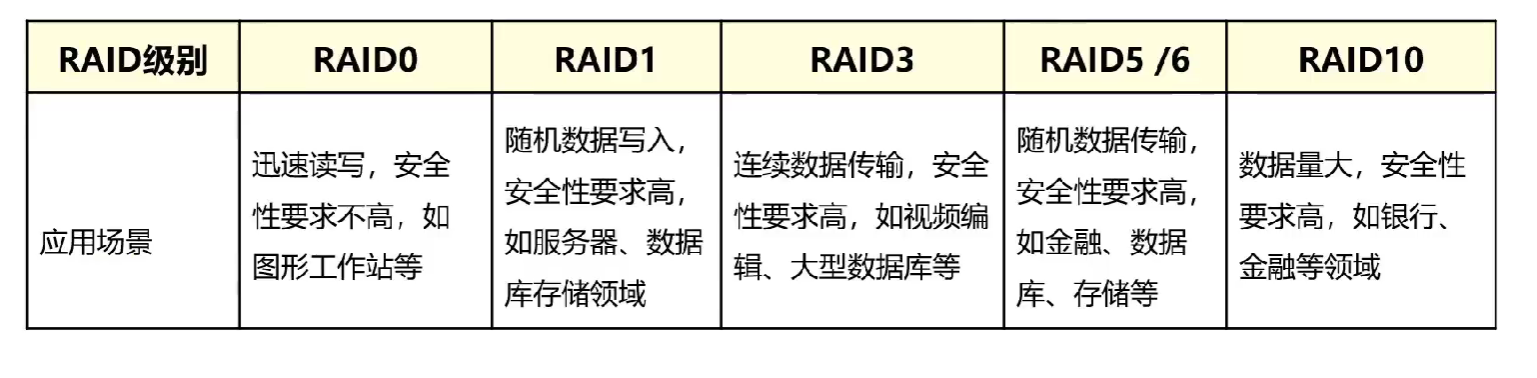 RAID级别
RAID0
RAID1
RAID3
RAID5 /6
RAID10
应用场景
迅速读写，安全
性要求不高，如
图形工作站等
随机数据写入，
安全性要求高，
如服务器、数据
库存储领域
连续数据传输，安全
性要求高，如视频编
辑、大型数据库等
随机数据传输，
安全性要求高，
如金融、数据
库、存储等
数据量大，安全性
要求高，如银行、
金融等领域